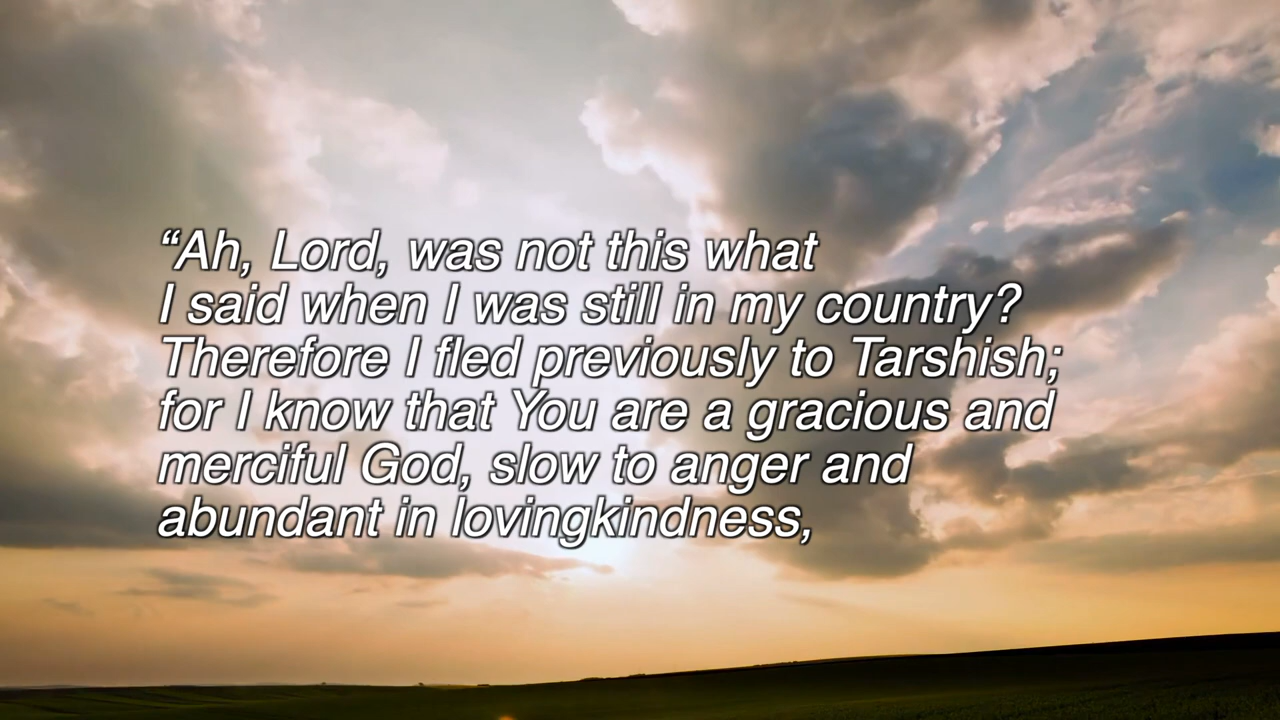 “Ah, Lord, was not this what
I said when I was still in my country?
Therefore I fled previously to Tarshish;
for I know that You are a gracious and
merciful God, slow to anger and
abundant in lovingkindness,